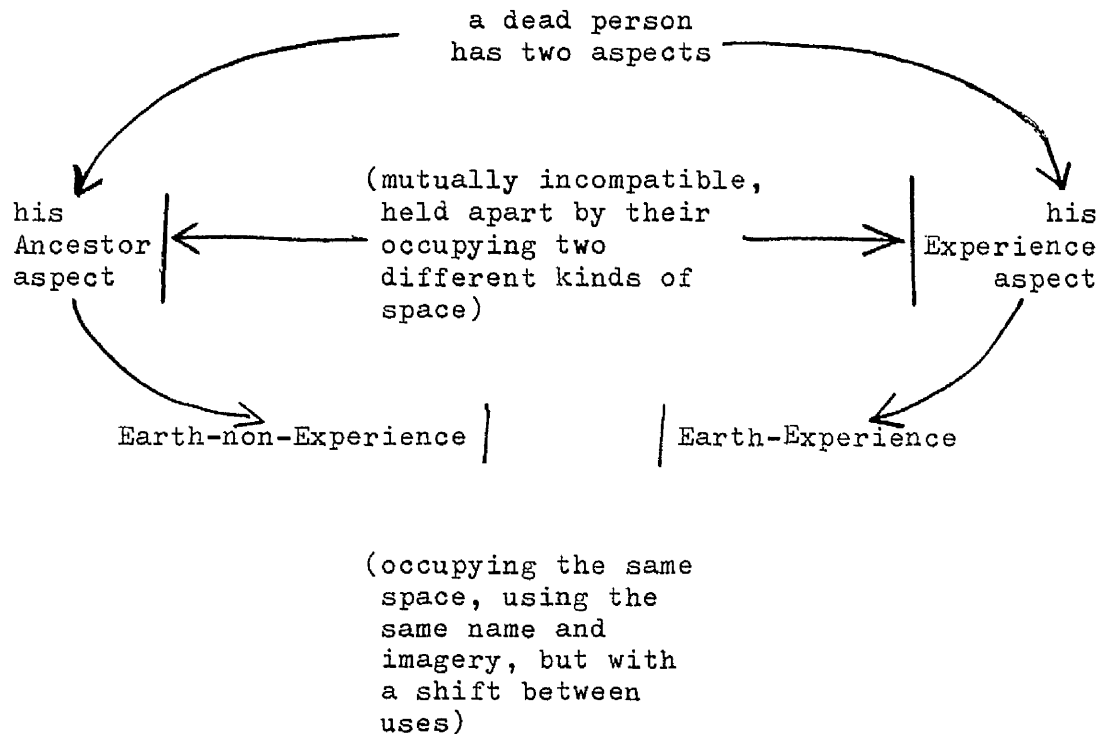 a dead person
has two aspects
(mutually incompatible,
held apart by their
occupying two
different kinds of
space)
his
Ancestor
aspect
his
Experience
aspect
Earth-non-Experience
Earth-Experience
(occupying the same
space, using the
same name and
imagery, but with
a shift between
uses)